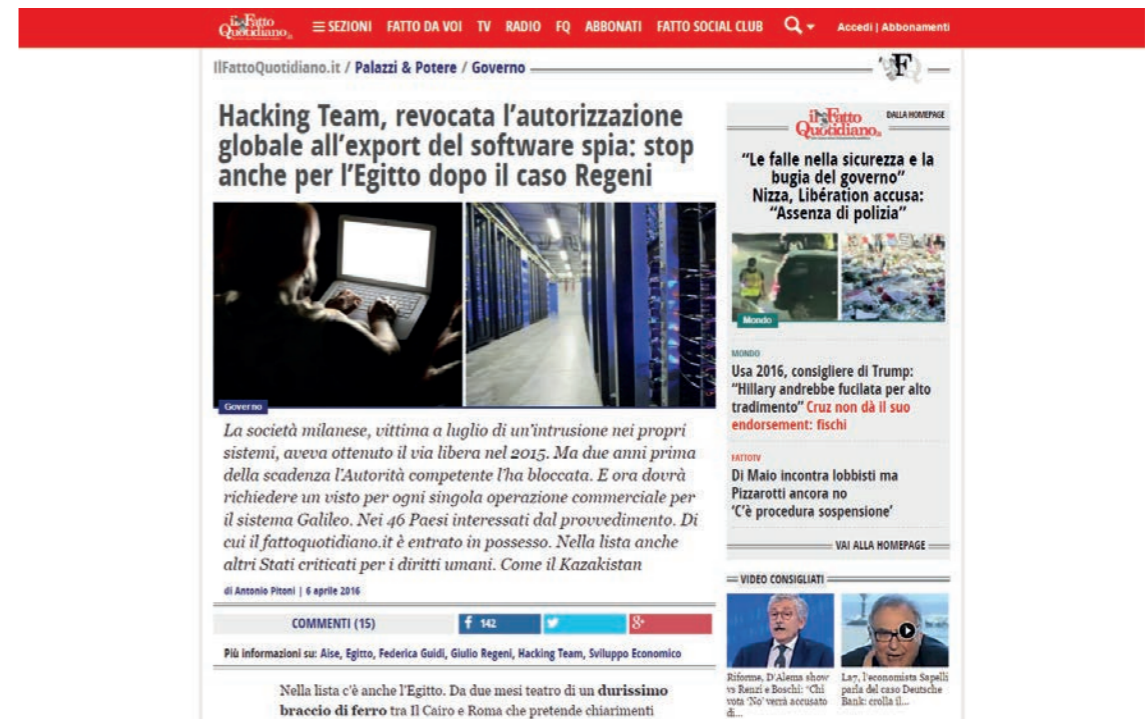 il Fatto
Quotidiano.it
SEZIONI FATTO DA VOI TV RADIO FQ ABBONATI FATTO SOCIAL CLUB Accedi | Abbonamenti
IlFattoQuotidiano.it / Palazzi & Potere / Governo
F
Hacking Team, revocata l'autorizzazione
globale all'export del software spia: stop
anche per l'Egitto dopo il caso Regeni
Governo
La società milanese, vittima a luglio di un'intrusione nei propri
sistemi, aveva ottenuto il via libera nel 2015. Ma due anni prima
della scadenza l'Autorità competente l'ha bloccata. E ora dovrà
richiedere un visto per ogni singola operazione commerciale per
il sistema Galileo. Nei 46 Paesi interessati dal provvedimento. Di
cui il fattoquotidiano.it è entrato in possesso. Nella lista anche
altri Stati criticati per i diritti umani. Come il Kazakistan
di Antonio Pitoni | 6 aprile 2016
COMMENTI (15)
f 142
g+
Più informazioni su: Aise, Egitto, Federica Guidi, Giulio Regeni, Hacking Team, Sviluppo Economico
Nella lista c'è anche l'Egitto. Da due mesi teatro di un durissimo
braccio di ferro tra Il Cairo e Roma che pretende chiarimenti
il Fatto
Quotidiano.it
DALLA HOMEPAGE
"Le falle nella sicurezza e la
bugia del governo"
Nizza, Libération accusa:
"Assenza di polizia"
Mondo
MONDO
Usa 2016, consigliere di Trump:
"Hillary andrebbe fucilata per alto
tradimento" Cruz non dà il suo
endorsement: fischi
FATTOTV
Di Maio incontra lobbisti ma
Pizzarotti ancora no
'C'è procedura sospensione'
VAI ALLA HOMEPAGE
VIDEO CONSIGLIATI
Riforme, D'Alema show
vs Renzi e Boschi: "Chi
vota 'No' verrà accusato
di...
La7, l'economista Sapelli
parla del caso Deutsche
Bank: crolla il...